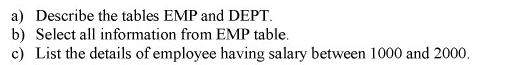 a) Describe the tables EMP and DEPT.
b) Select all information from EMP table.
c) List the details of employee having salary between 1000 and 2000.